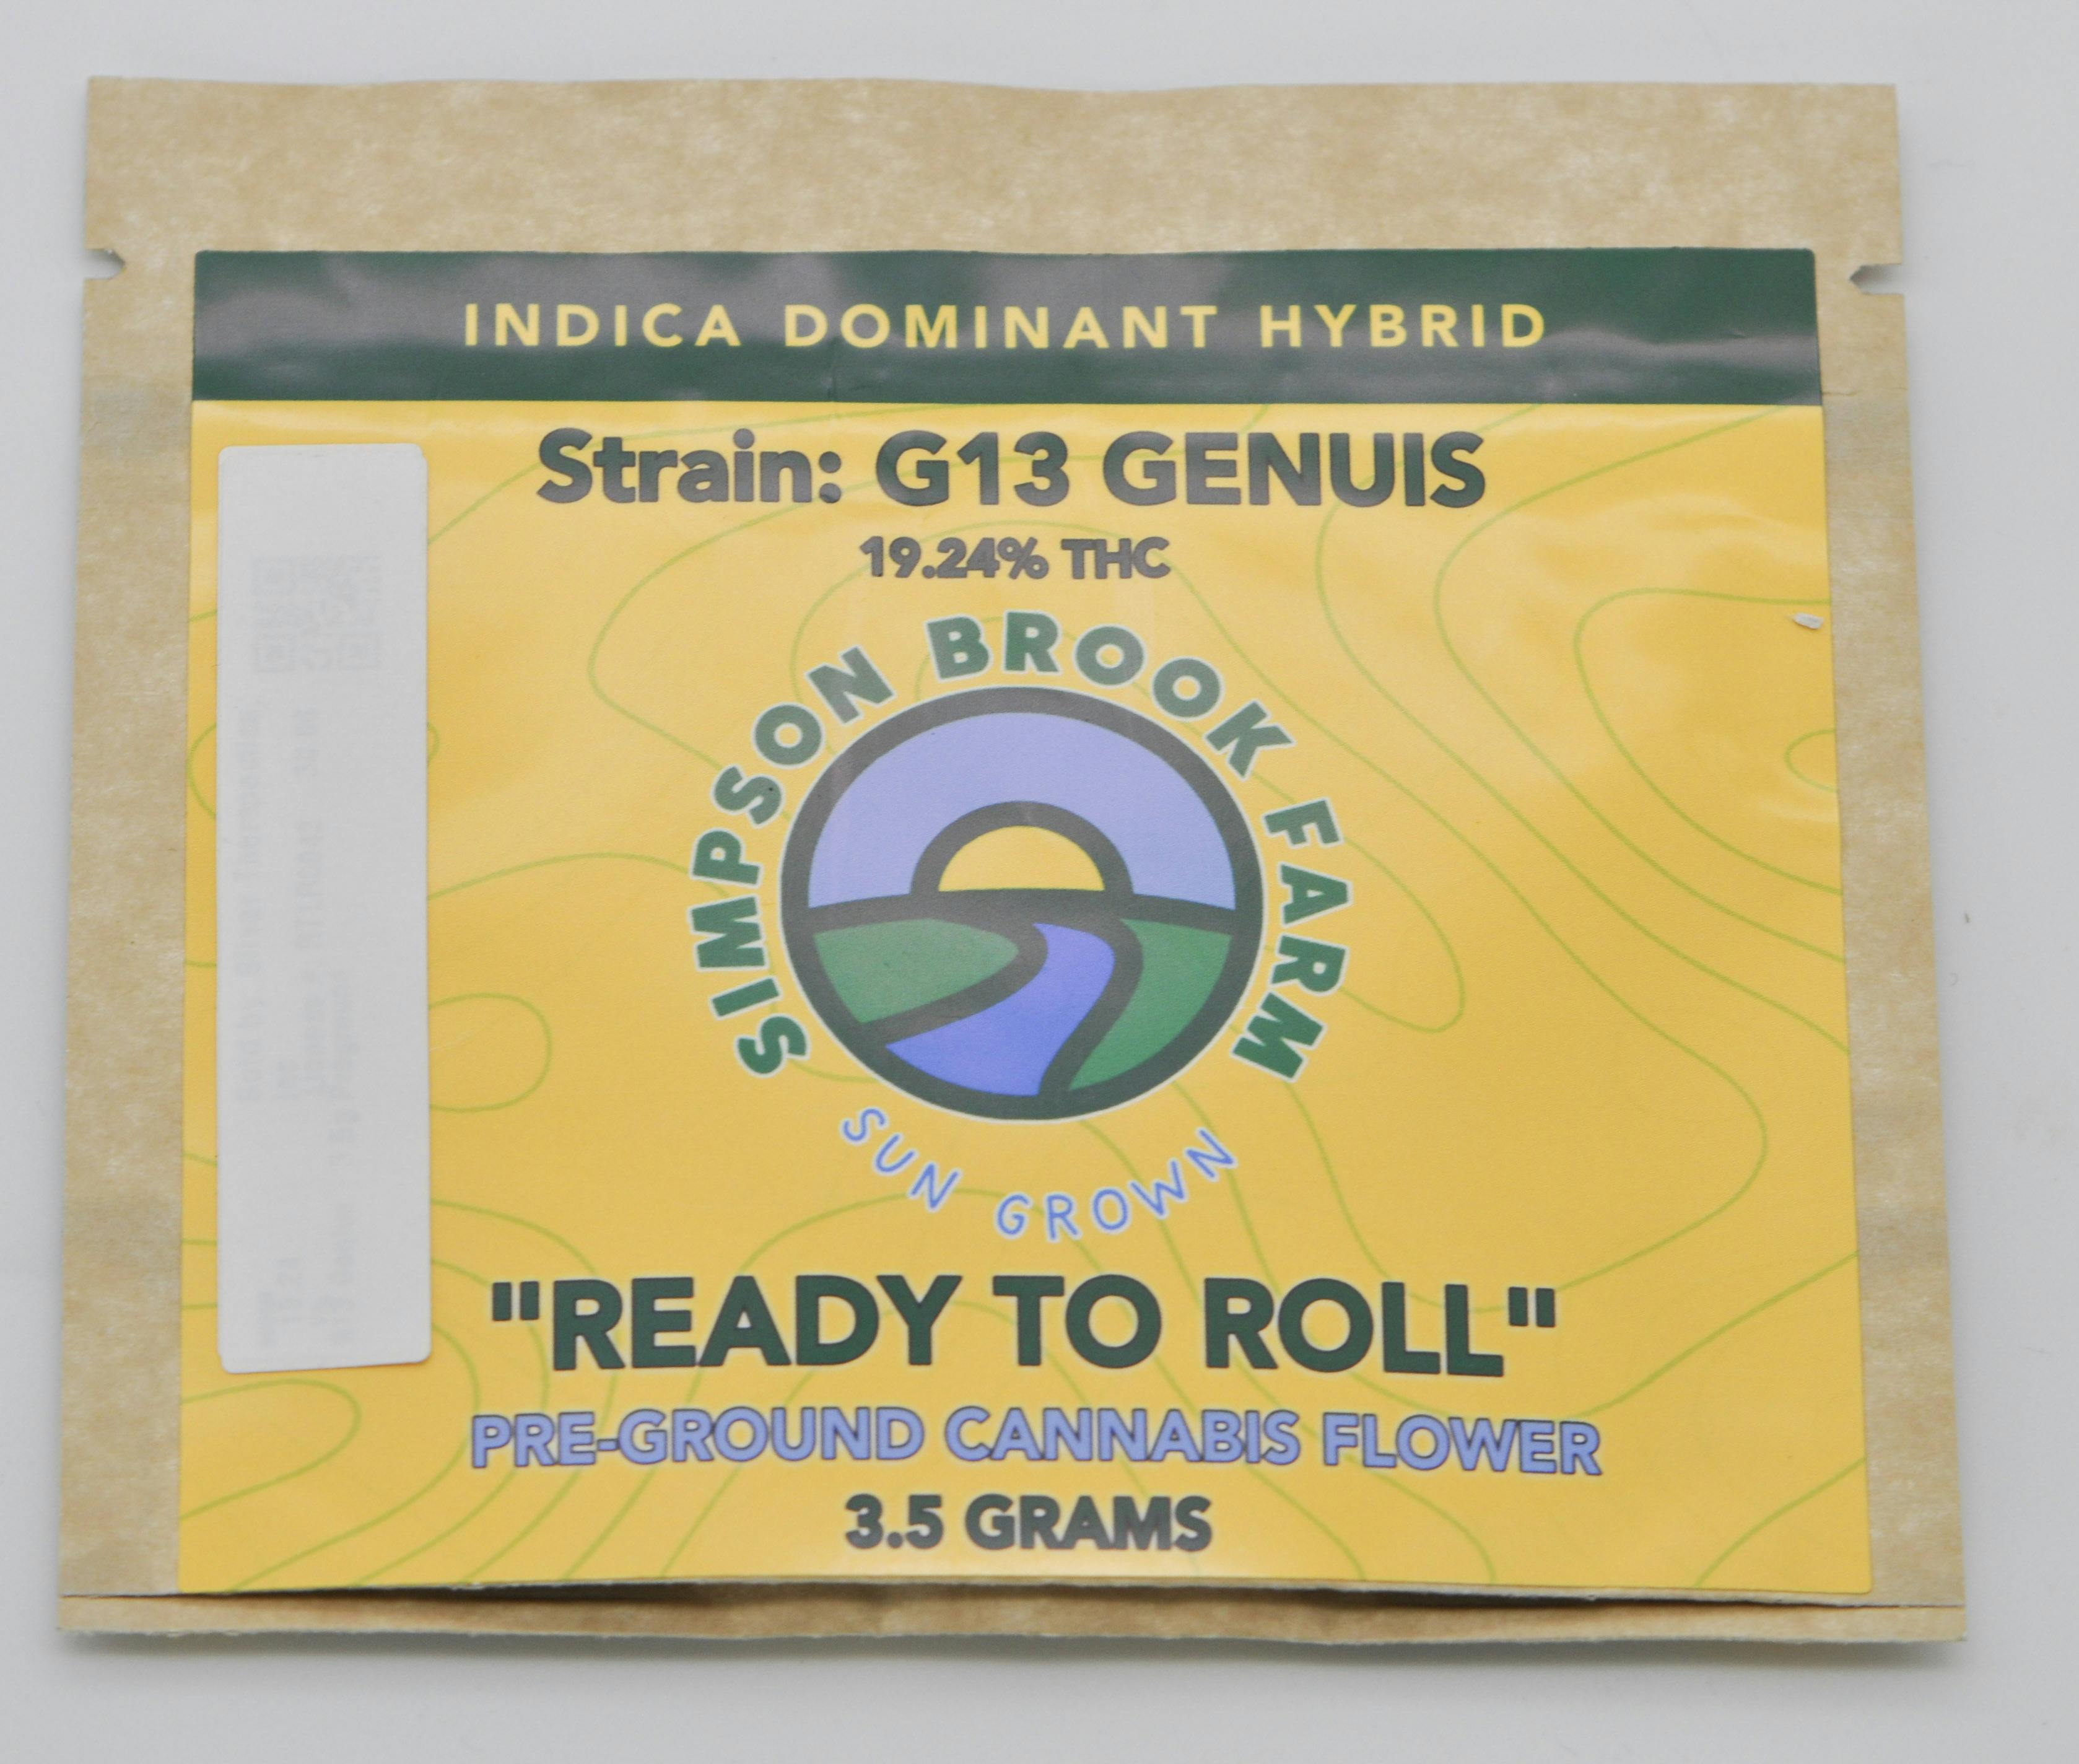 INDICA DOMINANT HYBRID
Strain: G13 GENUIS
19.24% THC
SIMPSON BROOK FARM
SUN GROWN
"READY TO ROLL"
PRE-GROUND CANNABIS FLOWER
3.5 GRAMS